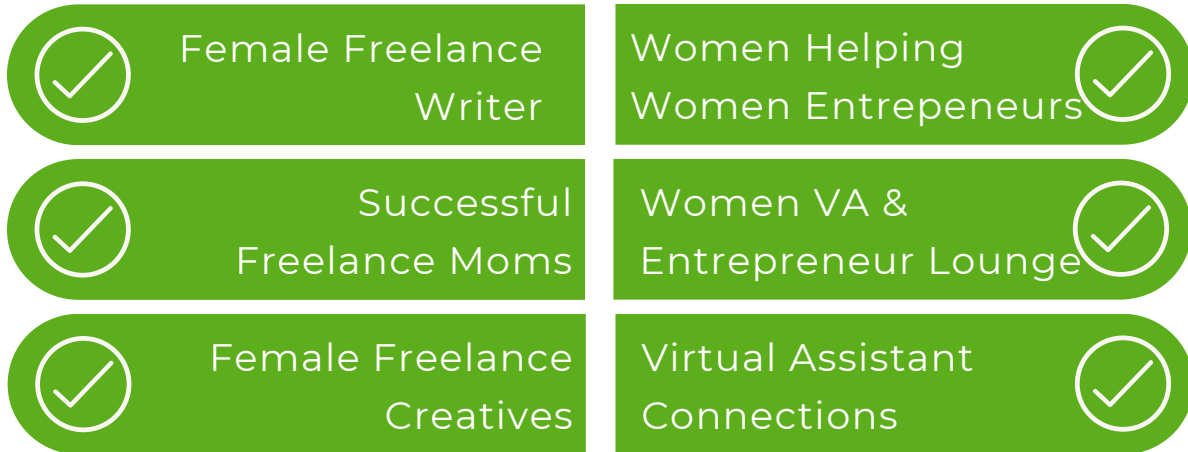 Female Freelance
Writer
Women Helping
Women Entrepeneurs
Successful
Freelance Moms
Women VA &
Entrepreneur Lounge
Female Freelance
Creatives
Virtual Assistant
Connections